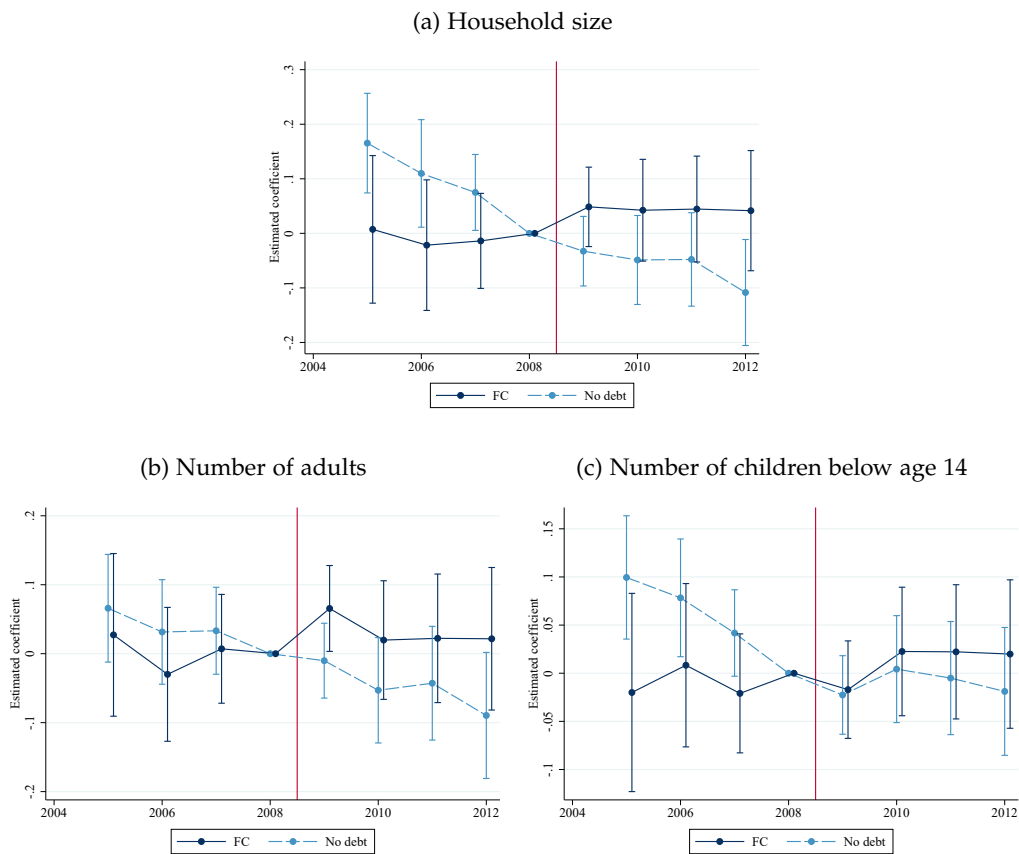 (a) Household size
Estimated coefficient
.3
.2
.1
0
-.1
-.2
2004 2006 2008 2010 2012
FC No debt
(b) Number of adults
Estimated coefficient
.2
.1
0
-.1
-.2
2004 2006 2008 2010 2012
FC No debt
(c) Number of children below age 14
Estimated coefficient
.15
.1
.05
0
-.05
-.1
2004 2006 2008 2010 2012
FC No debt